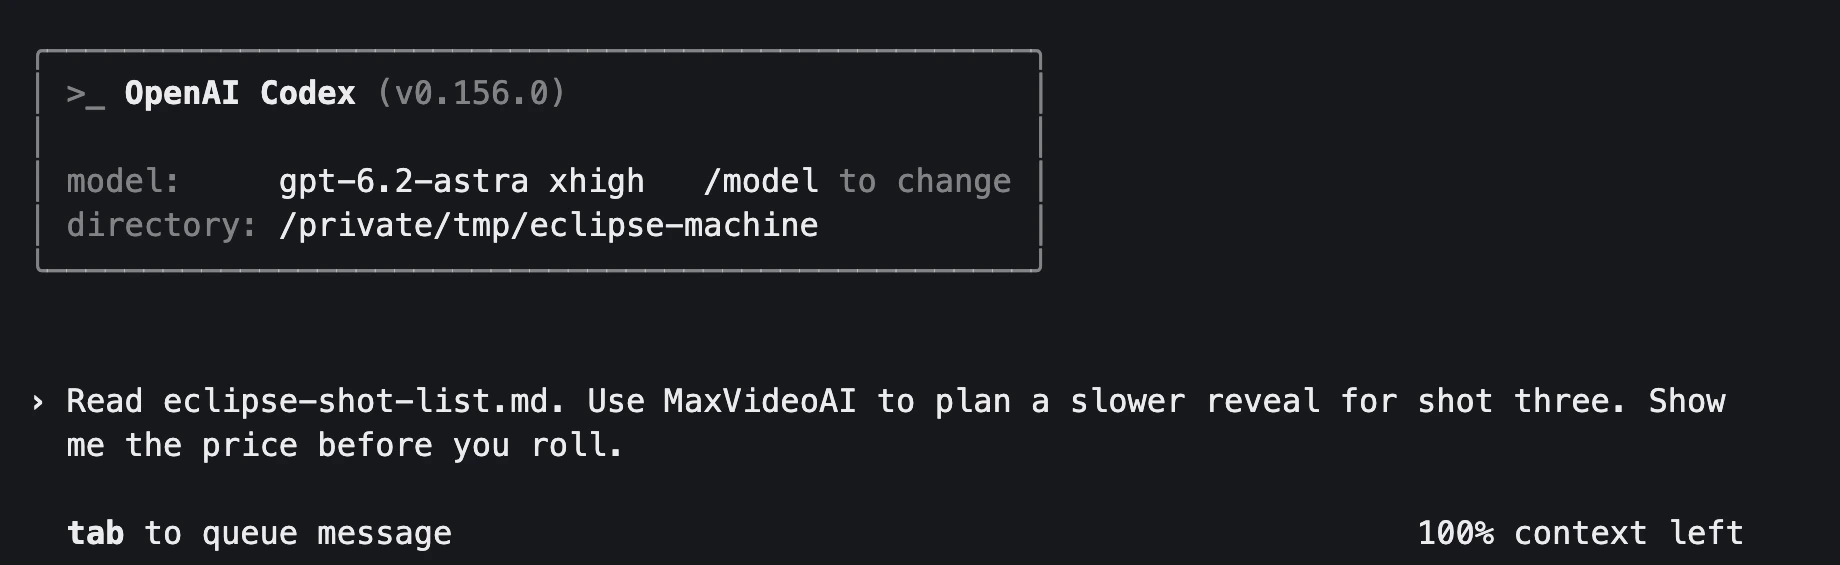 >_ OpenAI Codex (v0.156.0)
model: gpt-6.2-astra xhigh /model to change
directory: /private/tmp/eclipse-machine
› Read eclipse-shot-list.md. Use MaxVideoAI to plan a slower reveal for shot three. Show
me the price before you roll.
tab to queue message 100% context left